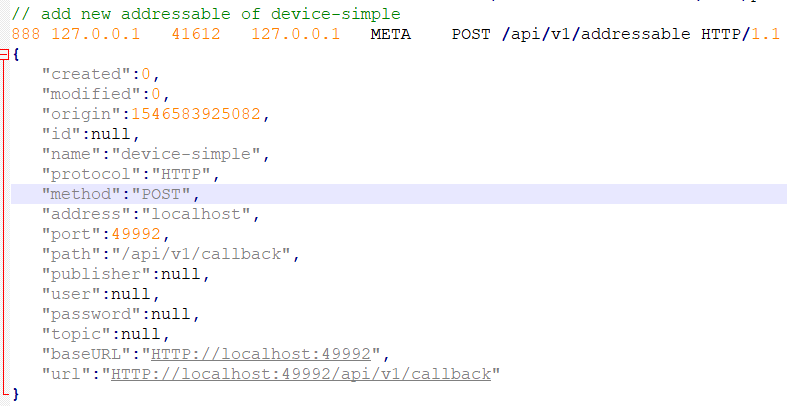 // add new addressable of device-simple
888 127.0.0.1   41612   127.0.0.1   META    POST /api/v1/addressable HTTP/1.1
{
   "created":0,
   "modified":0,
   "origin":1546583925082,
   "id":null,
   "name":"device-simple",
   "protocol":"HTTP",
   "method":"POST",
   "address":"localhost",
   "port":49992,
   "path":"/api/v1/callback",
   "publisher":null,
   "user":null,
   "password":null,
   "topic":null,
   "baseURL":"HTTP://localhost:49992",
   "url":"HTTP://localhost:49992/api/v1/callback"
}